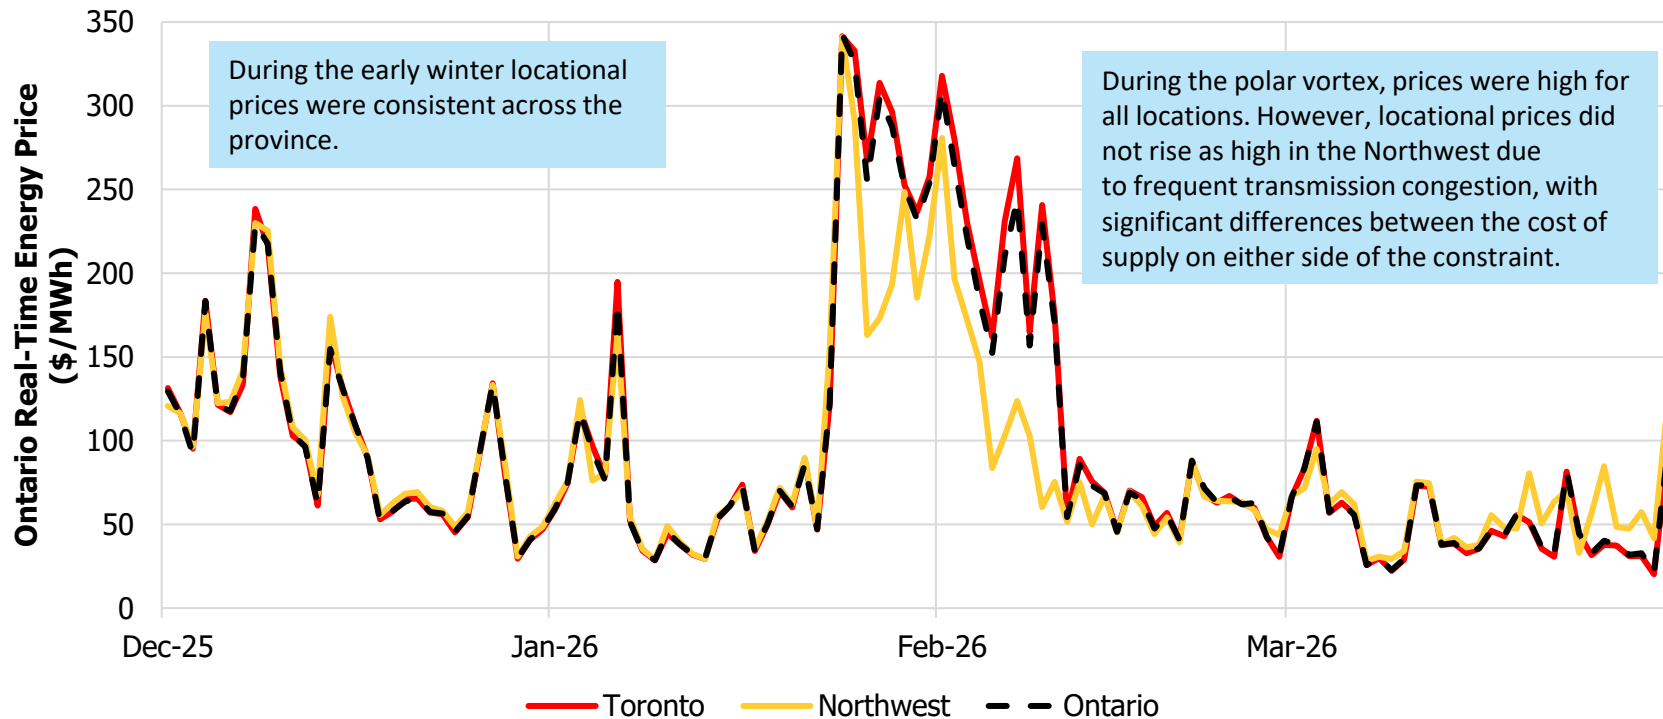 Ontario Real-Time Energy Price
($/MWh)
350
300
250
200
150
100
50
0
During the early winter locational
prices were consistent across the
province.
During the polar vortex, prices were high for
all locations. However, locational prices did
not rise as high in the Northwest due
to frequent transmission congestion, with
significant differences between the cost of
supply on either side of the constraint.
Dec-25
Jan-26
Feb-26
Mar-26
Toronto
Northwest
Ontario